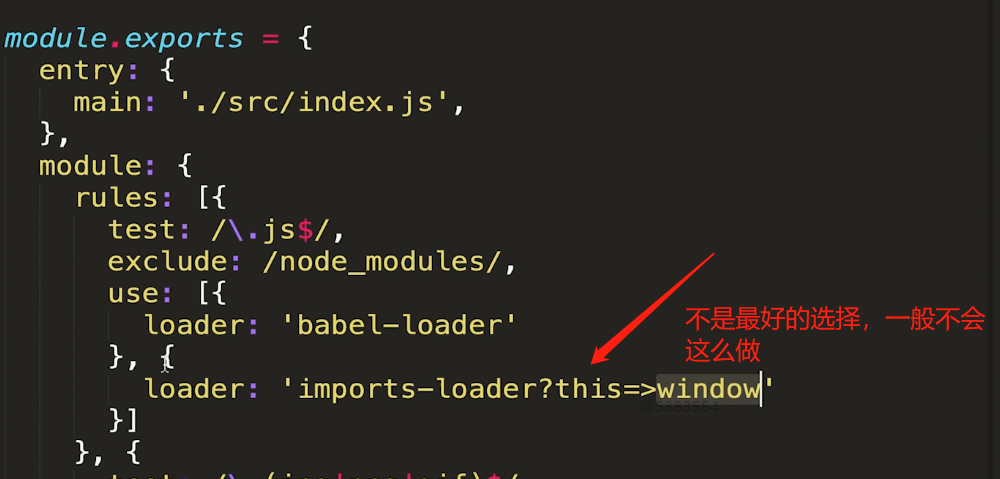 module.exports = {
entry: {
main: './src/index.js',
},
module: {
rules: [{
test: /\.js$/,
exclude: /node_modules/,
use: [{
loader: 'babel-loader'
}, {
loader: 'imports-loader?this=>window'
}]
}, {
不是最好的选择，一般不会
这么做